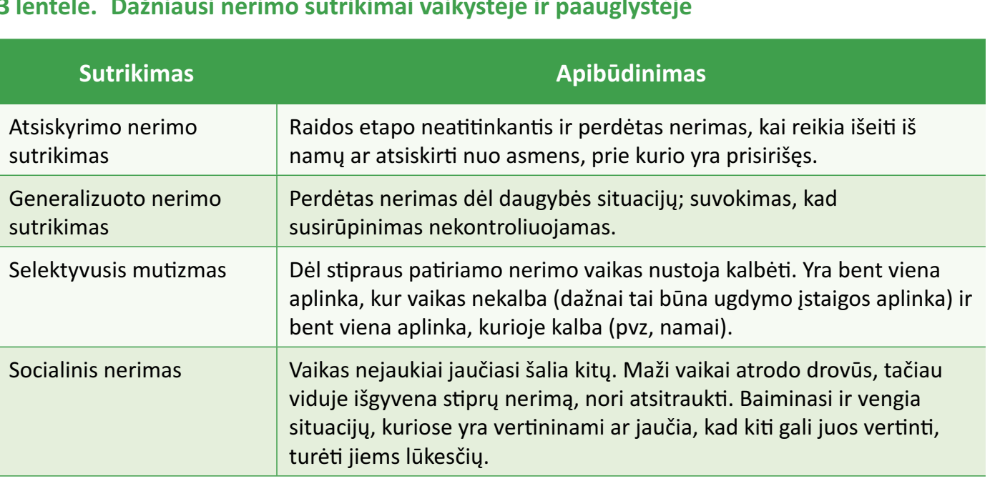 3 lentelė. Dažniausi nerimo sutrikimai vaikystėje ir paauglystėje
Sutrikimas
Apibūdinimas
Atsiskyrimo nerimo
sutrikimas
Raidos etapo neatitinkantis ir perdėtas nerimas, kai reikia išeiti iš
namų ar atsiskirti nuo asmens, prie kurio yra prisirišęs.
Generalizuoto nerimo
sutrikimas
Perdėtas nerimas dėl daugybės situacijų; suvokimas, kad
susirūpinimas nekontroliuojamas.
Selektyvusis mutizmas
Dėl stipraus patiriamo nerimo vaikas nustoja kalbėti. Yra bent viena
aplinka, kur vaikas nekalba (dažnai tai būna ugdymo įstaigos aplinka) ir
bent viena aplinka, kurioje kalba (pvz, namai).
Socialinis nerimas
Vaikas nejaukiai jaučiasi šalia kitų. Maži vaikai atrodo drovūs, tačiau
viduje išgyvena stiprų nerimą, nori atsitraukti. Baiminasi ir vengia
situacijų, kuriose yra vertininami ar jaučia, kad kiti gali juos vertinti,
turėti jiems lūkesčių.